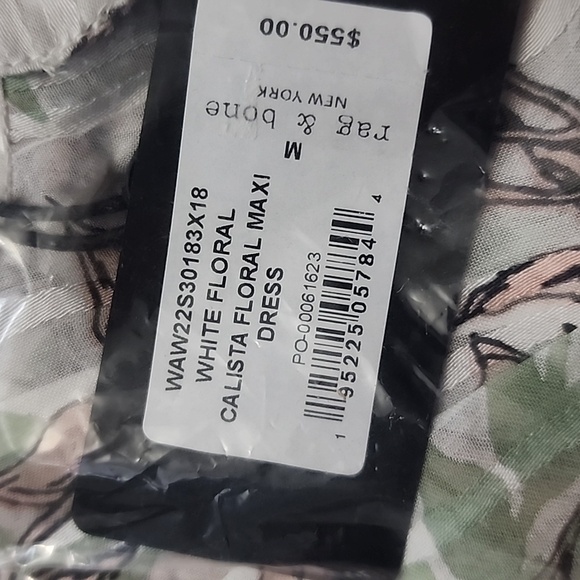 $550.00
rag & bone
NEW YORK
M
WAW22S30183X18
WHITE FLORAL
CALISTA FLORAL MAXI
DRESS
PO-00061623
1 95225 05784 4